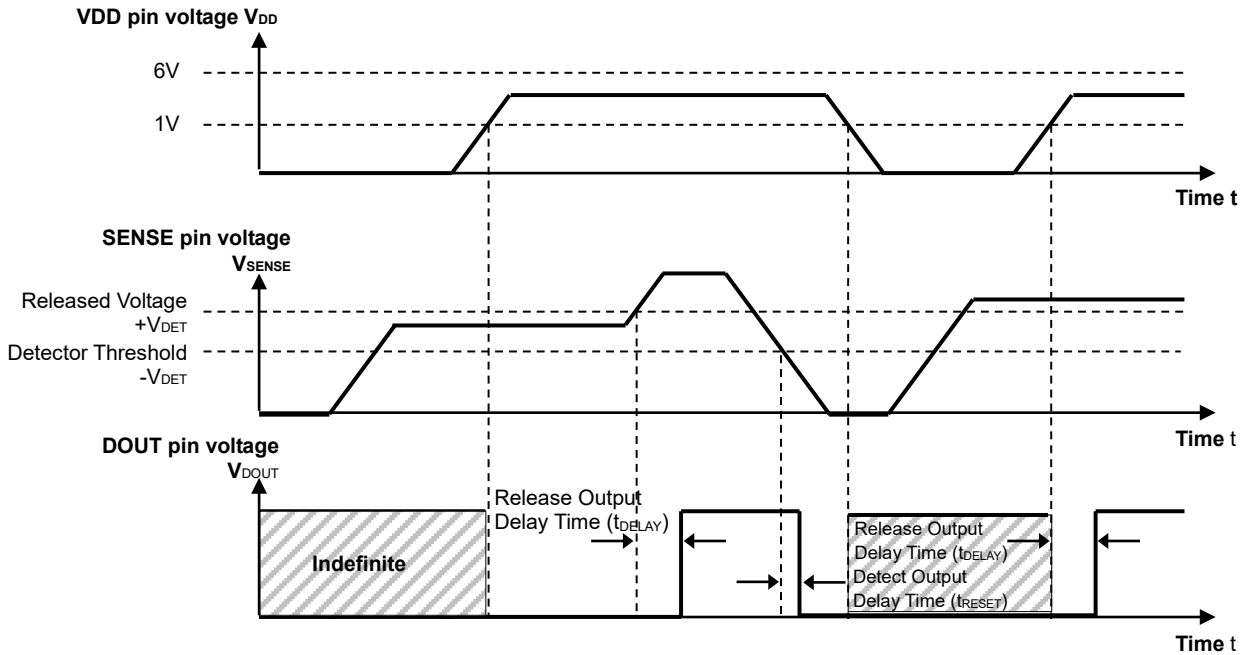 VDD pin voltage VDD
6V
1V
Time t
SENSE pin voltage
VSENSE
Released Voltage
+VDET
Detector Threshold
-VDET
Time t
DOUT pin voltage
VDOUT
Release Output
Delay Time (tDELAY)
Indefinite
Release Output
Delay Time (tDELAY)
Detect Output
Delay Time (tRESET)
Time t